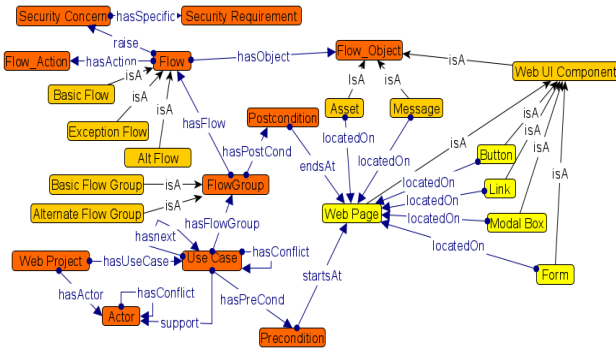 Security Concern
hasSpecific
Security Requirement
raise
Flow_Action
hasAction
Flow
hasObject
Flow_Object
isA
Web UI Component
isA
Basic Flow
isA
Exception Flow
isA
Alt Flow
isA
isA
Asset
Message
hasFlow
Postcondition
locatedOn
locatedOn
isA
isA
isA
isA
isA
Button
hasPostCond
endsAt
locatedOn
Basic Flow Group
isA
FlowGroup
locatedOn
Link
Alternate Flow Group
isA
Web Page
locatedOn
Modal Box
hasFlowGroup
hasnext
locatedOn
Web Project
hasUseCase
Use Case
hasConflict
Form
hasActor
hasConflict
startsAt
hasPreCond
Actor
support
Precondition